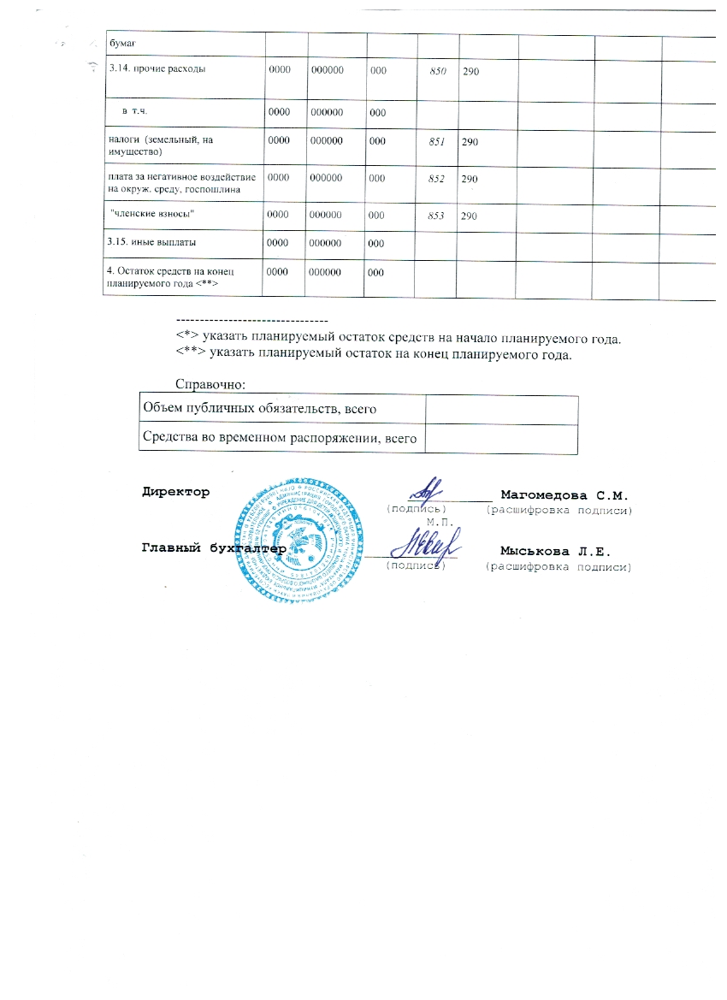 бумаг
3.14. прочие расходы 0000 000000 000 850 290
в т.ч. 0000 000000 000
налоги (земельный, на 0000 000000 000 851 290
имущество)
плата за негативное воздействие 0000 000000 000 852 290
на окруж. среду, госпошлина
"членские взносы" 0000 000000 000 853 290
3.15. иные выплаты 0000 000000 000
4. Остаток средств на конец 0000 000000 000
планируемого года <**>
--------------------------------
<*> указать планируемый остаток средств на начало планируемого года.
<**> указать планируемый остаток на конец планируемого года.
Справочно:
Объем публичных обязательств, всего
Средства во временном распоряжении, всего
Директор ___________ Магомедова С.М.
(подпись) (расшифровка подписи)
М.П.
Главный бухгалтер ___________ Мыськова Л.Е.
(подпись) (расшифровка подписи)